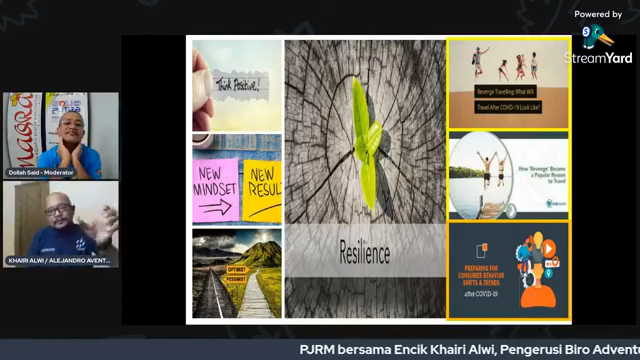 Powered by
StreamYard
Think Positive!
Revenge Travelling: What Will
Travel After COVID-19 Look Like?
Dollah Said - Moderator
NEW
MINDSET
NEW
RESUL
How 'Revenge' Became
a Popular Reason
to Travel
Resilience
OPTIMIST
PESSIMIST
PREPARING FOR
CONSUMER BEHAVIOR
SHIFTS & TRENDS
after COVID-19
KHAIRI ALWI / ALEJANDRO AVENT...
PJRM bersama Encik Khairi Alwi, Pengerusi Biro Adventu